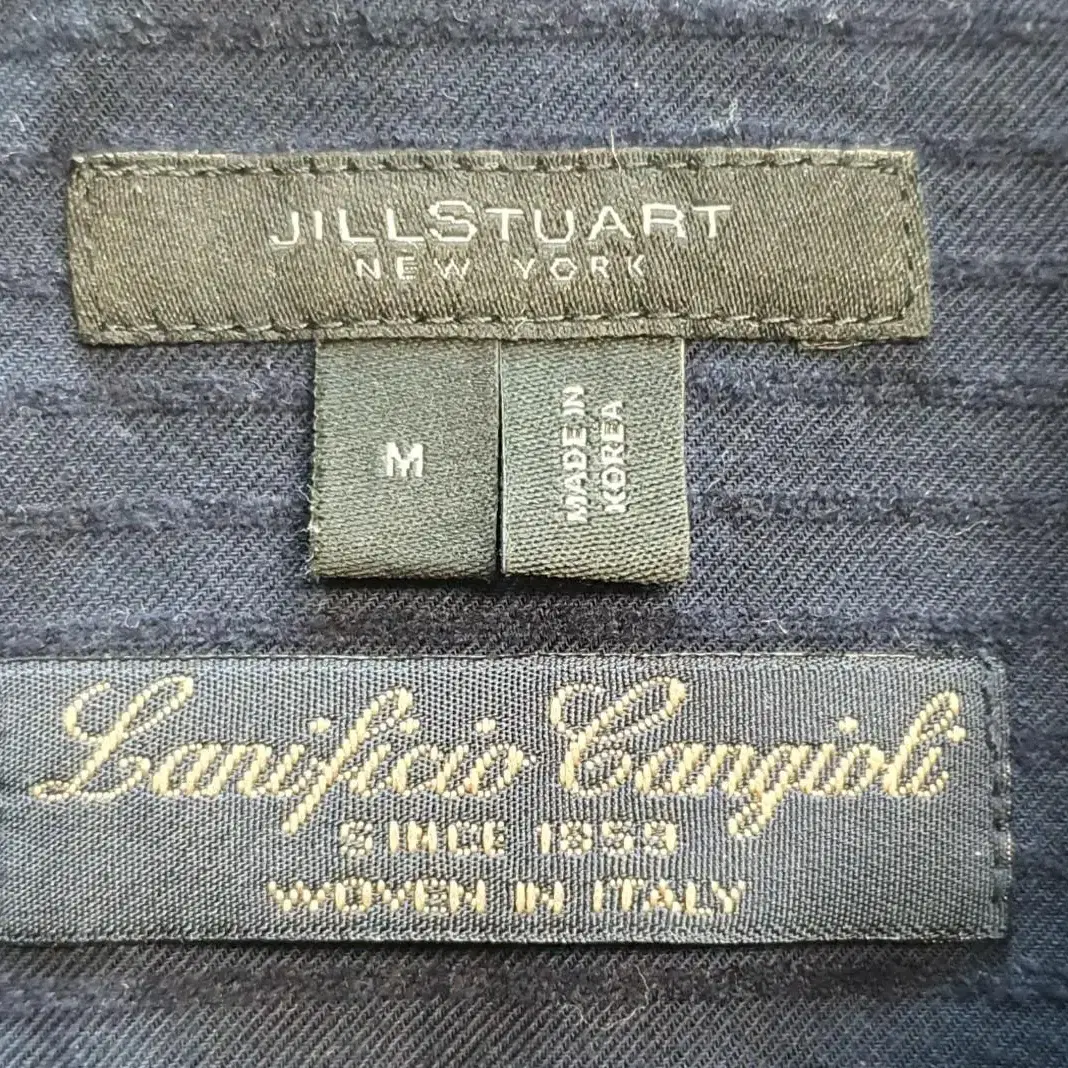 JILLSTUART
NEW YORK
M
MADE IN
KOREA
Lanificio Cangioli
SINCE 1859
WOVEN IN ITALY